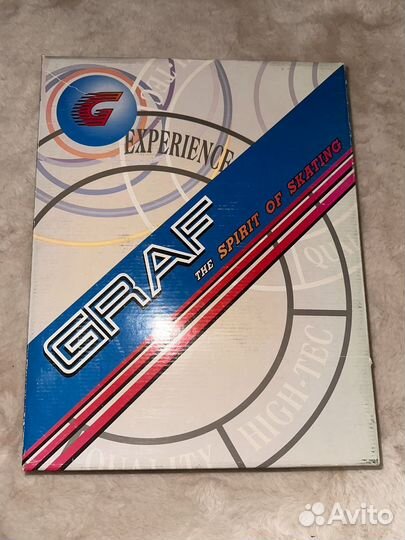 G
EXPERIENCE
GRAF
THE SPIRIT OF SKATING
HIGH-TEC
QUALITY
Avito